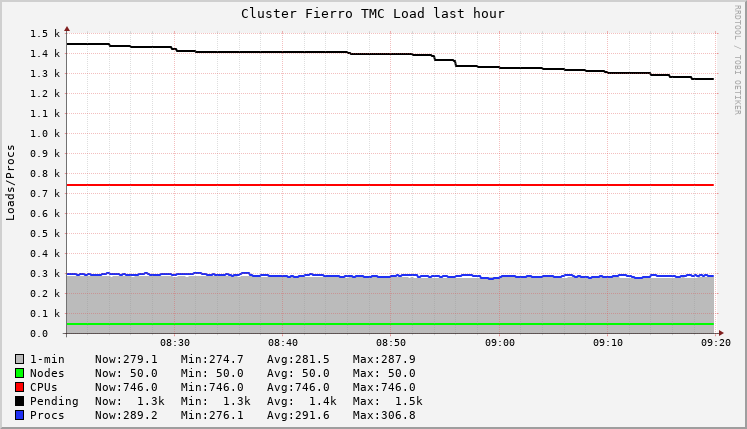 Cluster Fierro TMC Load last hour
RRDTOOL / TOBI OETIKER
Loads/Procs
1.5 k
1.4 k
1.3 k
1.2 k
1.1 k
1.0 k
0.9 k
0.8 k
0.7 k
0.6 k
0.5 k
0.4 k
0.3 k
0.2 k
0.1 k
0.0
08:30 08:40 08:50 09:00 09:10 09:20
1-min Now:279.1 Min:274.7 Avg:281.5 Max:287.9
Nodes Now: 50.0 Min: 50.0 Avg: 50.0 Max: 50.0
CPUs Now:746.0 Min:746.0 Avg:746.0 Max:746.0
Pending Now: 1.3k Min: 1.3k Avg: 1.4k Max: 1.5k
Procs Now:289.2 Min:276.1 Avg:291.6 Max:306.8